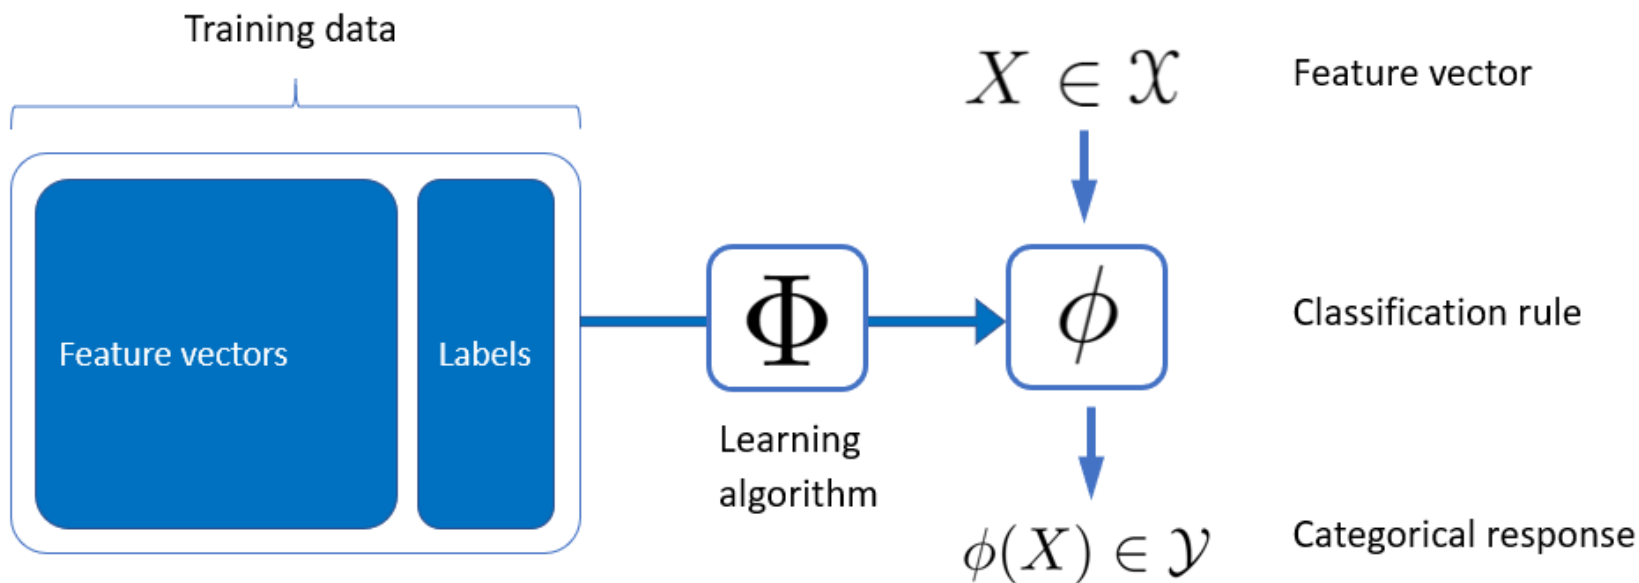 Training data
Feature vectors
Labels
Φ
Learning
algorithm
X ∈ 𝒳
Feature vector
ϕ
Classification rule
ϕ(X) ∈ 𝒴
Categorical response